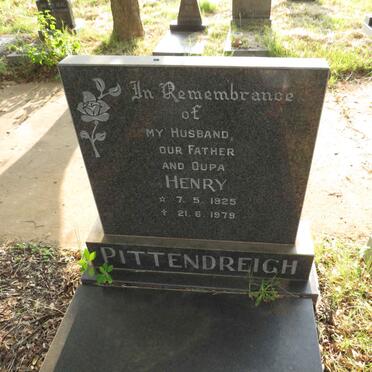 In Remembrance
of
MY HUSBAND,
OUR FATHER
AND OUPA
HENRY
☆ 7. 5. 1925
✝ 21. 6. 1979
PITTENDREIGH